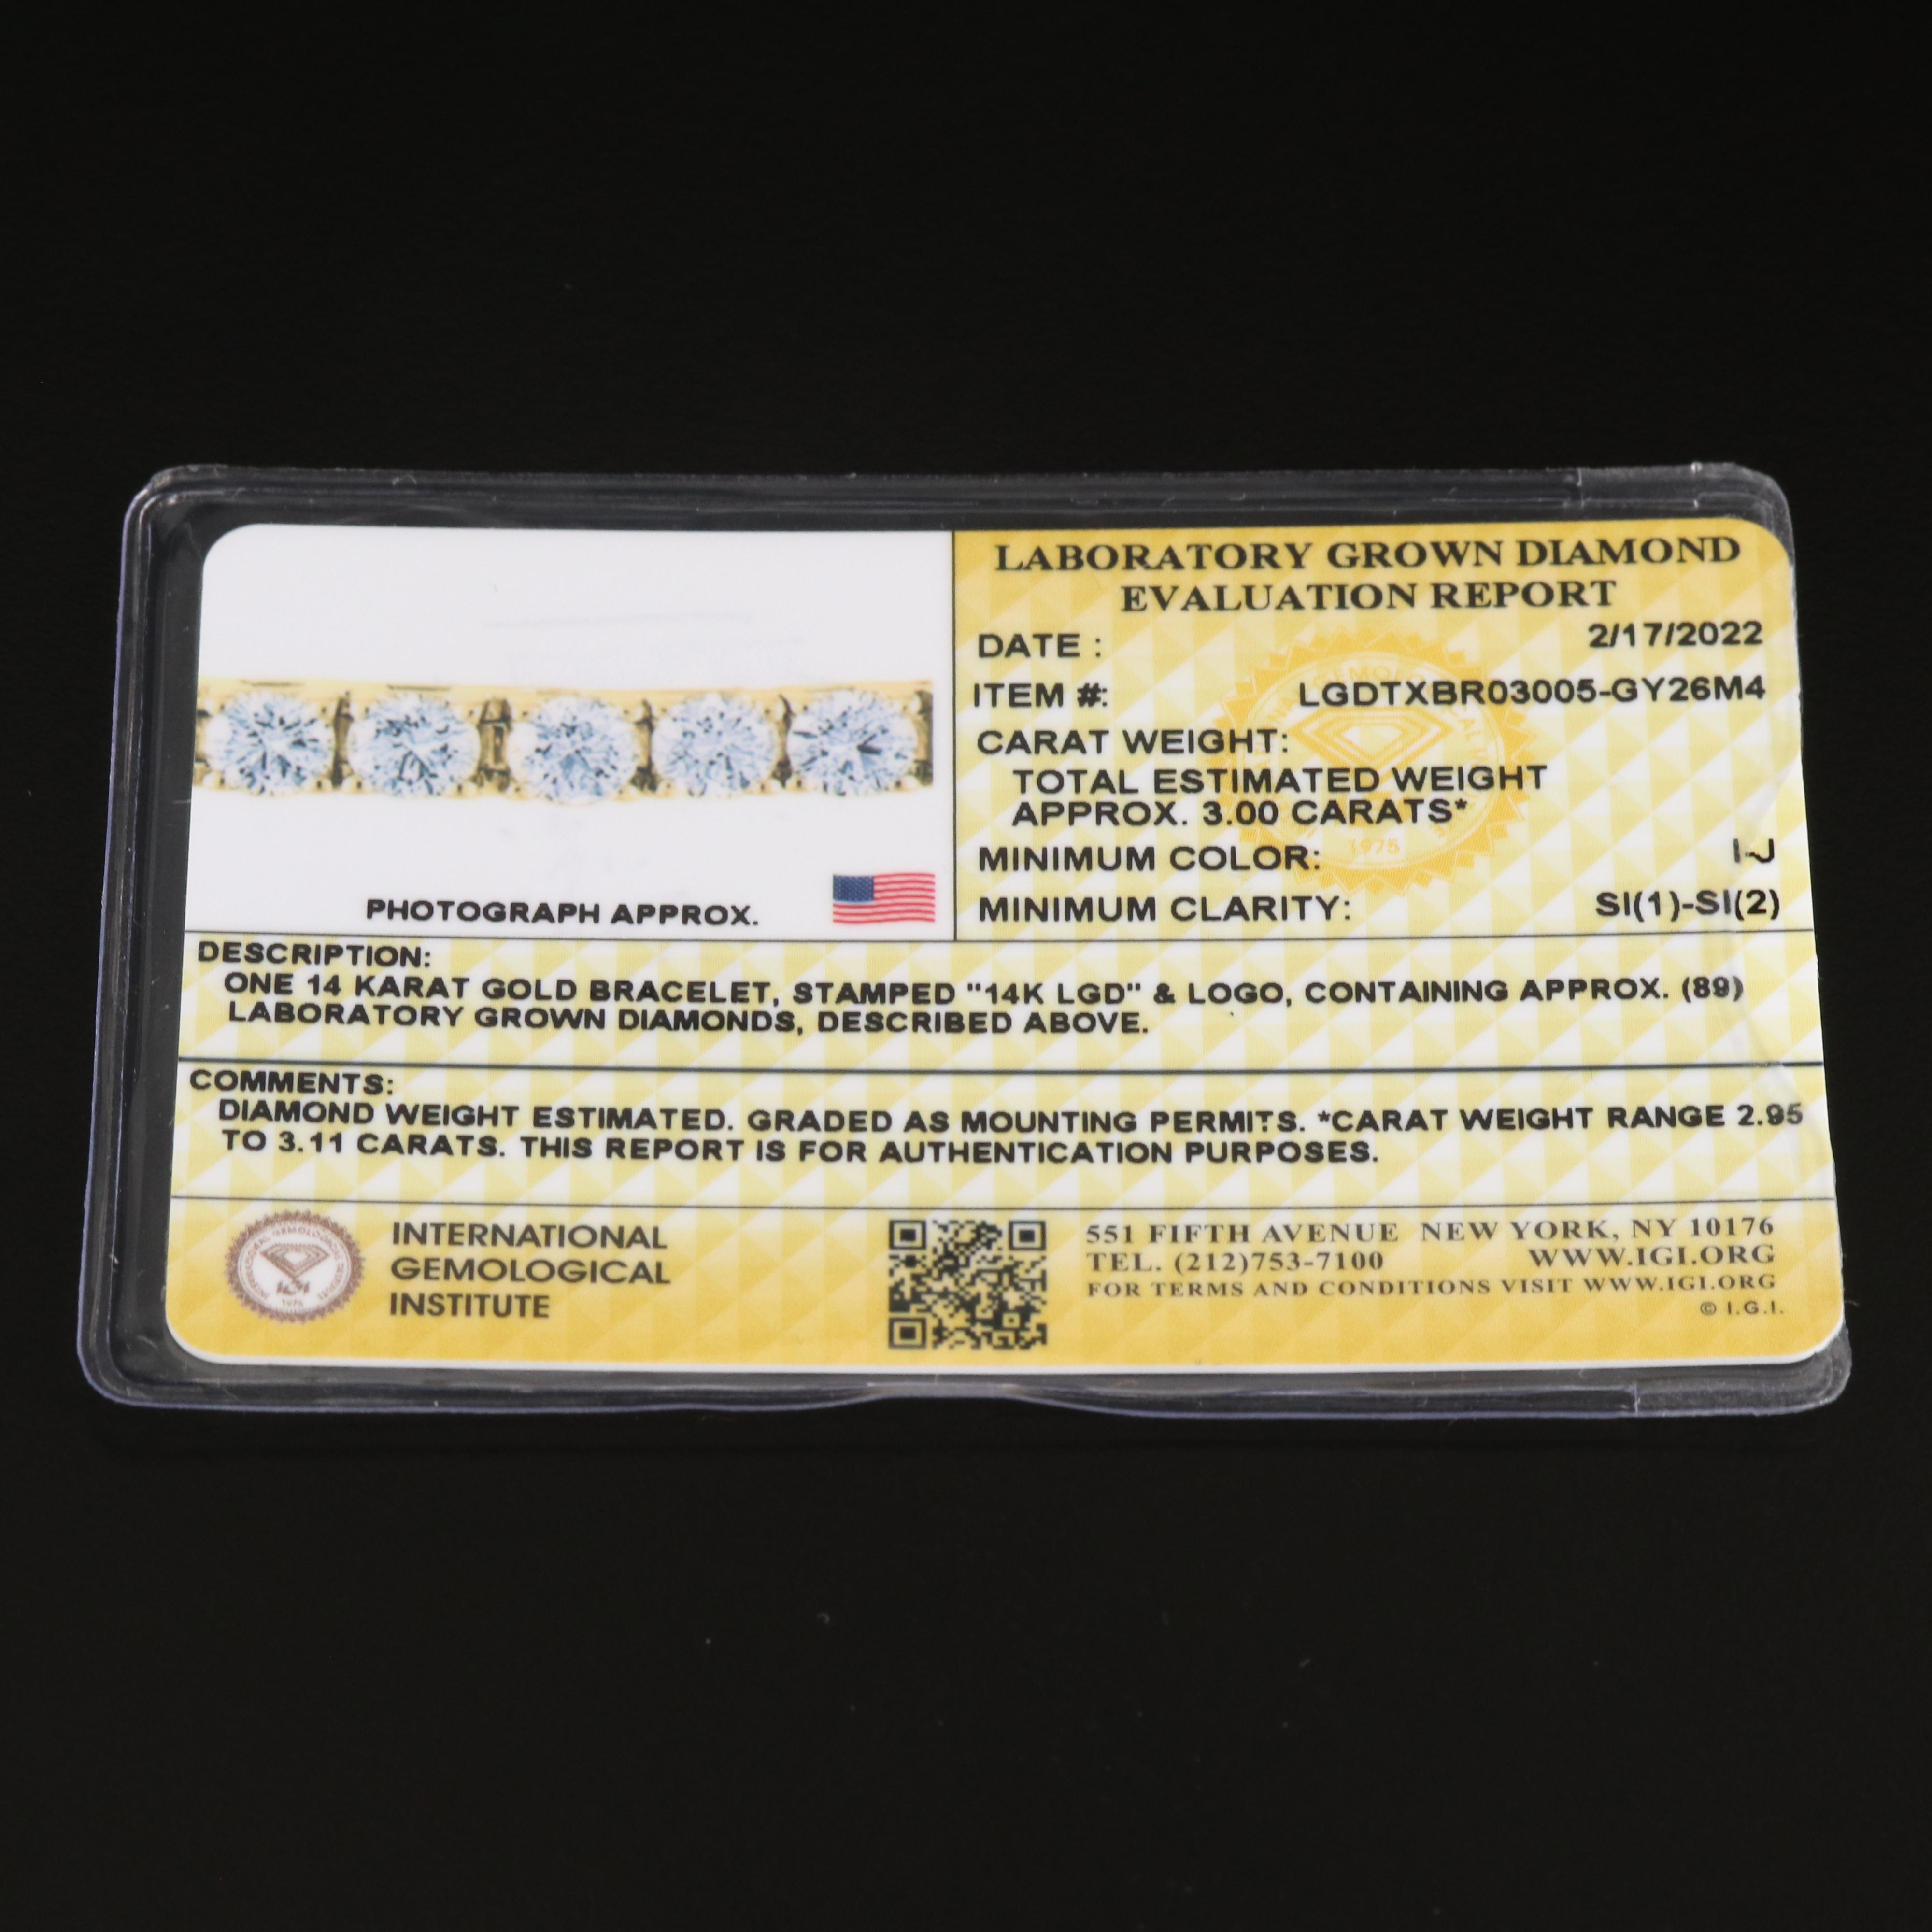 LABORATORY GROWN DIAMOND
EVALUATION REPORT
DATE : 2/17/2022
ITEM #: LGDTXBR03005-GY26M4
CARAT WEIGHT:
TOTAL ESTIMATED WEIGHT
APPROX. 3.00 CARATS*
MINIMUM COLOR: I-J
MINIMUM CLARITY: SI(1)-SI(2)
1975
PHOTOGRAPH APPROX.
DESCRIPTION:
ONE 14 KARAT GOLD BRACELET, STAMPED "14K LGD" & LOGO, CONTAINING APPROX. (89)
LABORATORY GROWN DIAMONDS, DESCRIBED ABOVE.
COMMENTS:
DIAMOND WEIGHT ESTIMATED. GRADED AS MOUNTING PERMITS. *CARAT WEIGHT RANGE 2.95
TO 3.11 CARATS. THIS REPORT IS FOR AUTHENTICATION PURPOSES.
IGI
1975
INTERNATIONAL
GEMOLOGICAL
INSTITUTE
551 FIFTH AVENUE NEW YORK, NY 10176
TEL. (212)753-7100 WWW.IGI.ORG
FOR TERMS AND CONDITIONS VISIT WWW.IGI.ORG
© I.G.I.